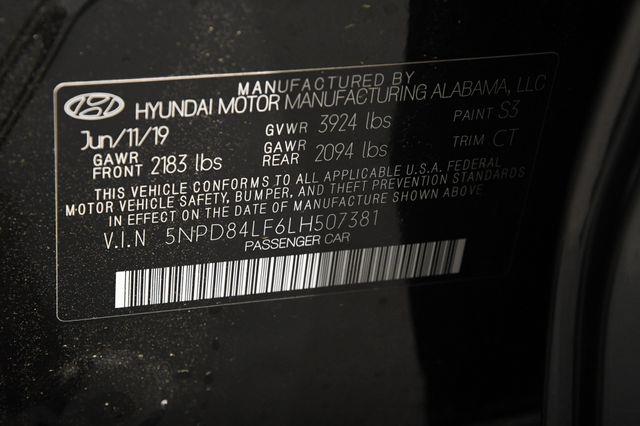 MANUFACTURED BY
HYUNDAI MOTOR MANUFACTURING ALABAMA, LLC
Jun/11/19 GVWR 3924 lbs PAINT S3
GAWR FRONT 2183 lbs GAWR REAR 2094 lbs TRIM CT
THIS VEHICLE CONFORMS TO ALL APPLICABLE U.S.A. FEDERAL
MOTOR VEHICLE SAFETY, BUMPER, AND THEFT PREVENTION STANDARDS
IN EFFECT ON THE DATE OF MANUFACTURE SHOWN ABOVE
V.I.N 5NPD84LF6LH507381
PASSENGER CAR